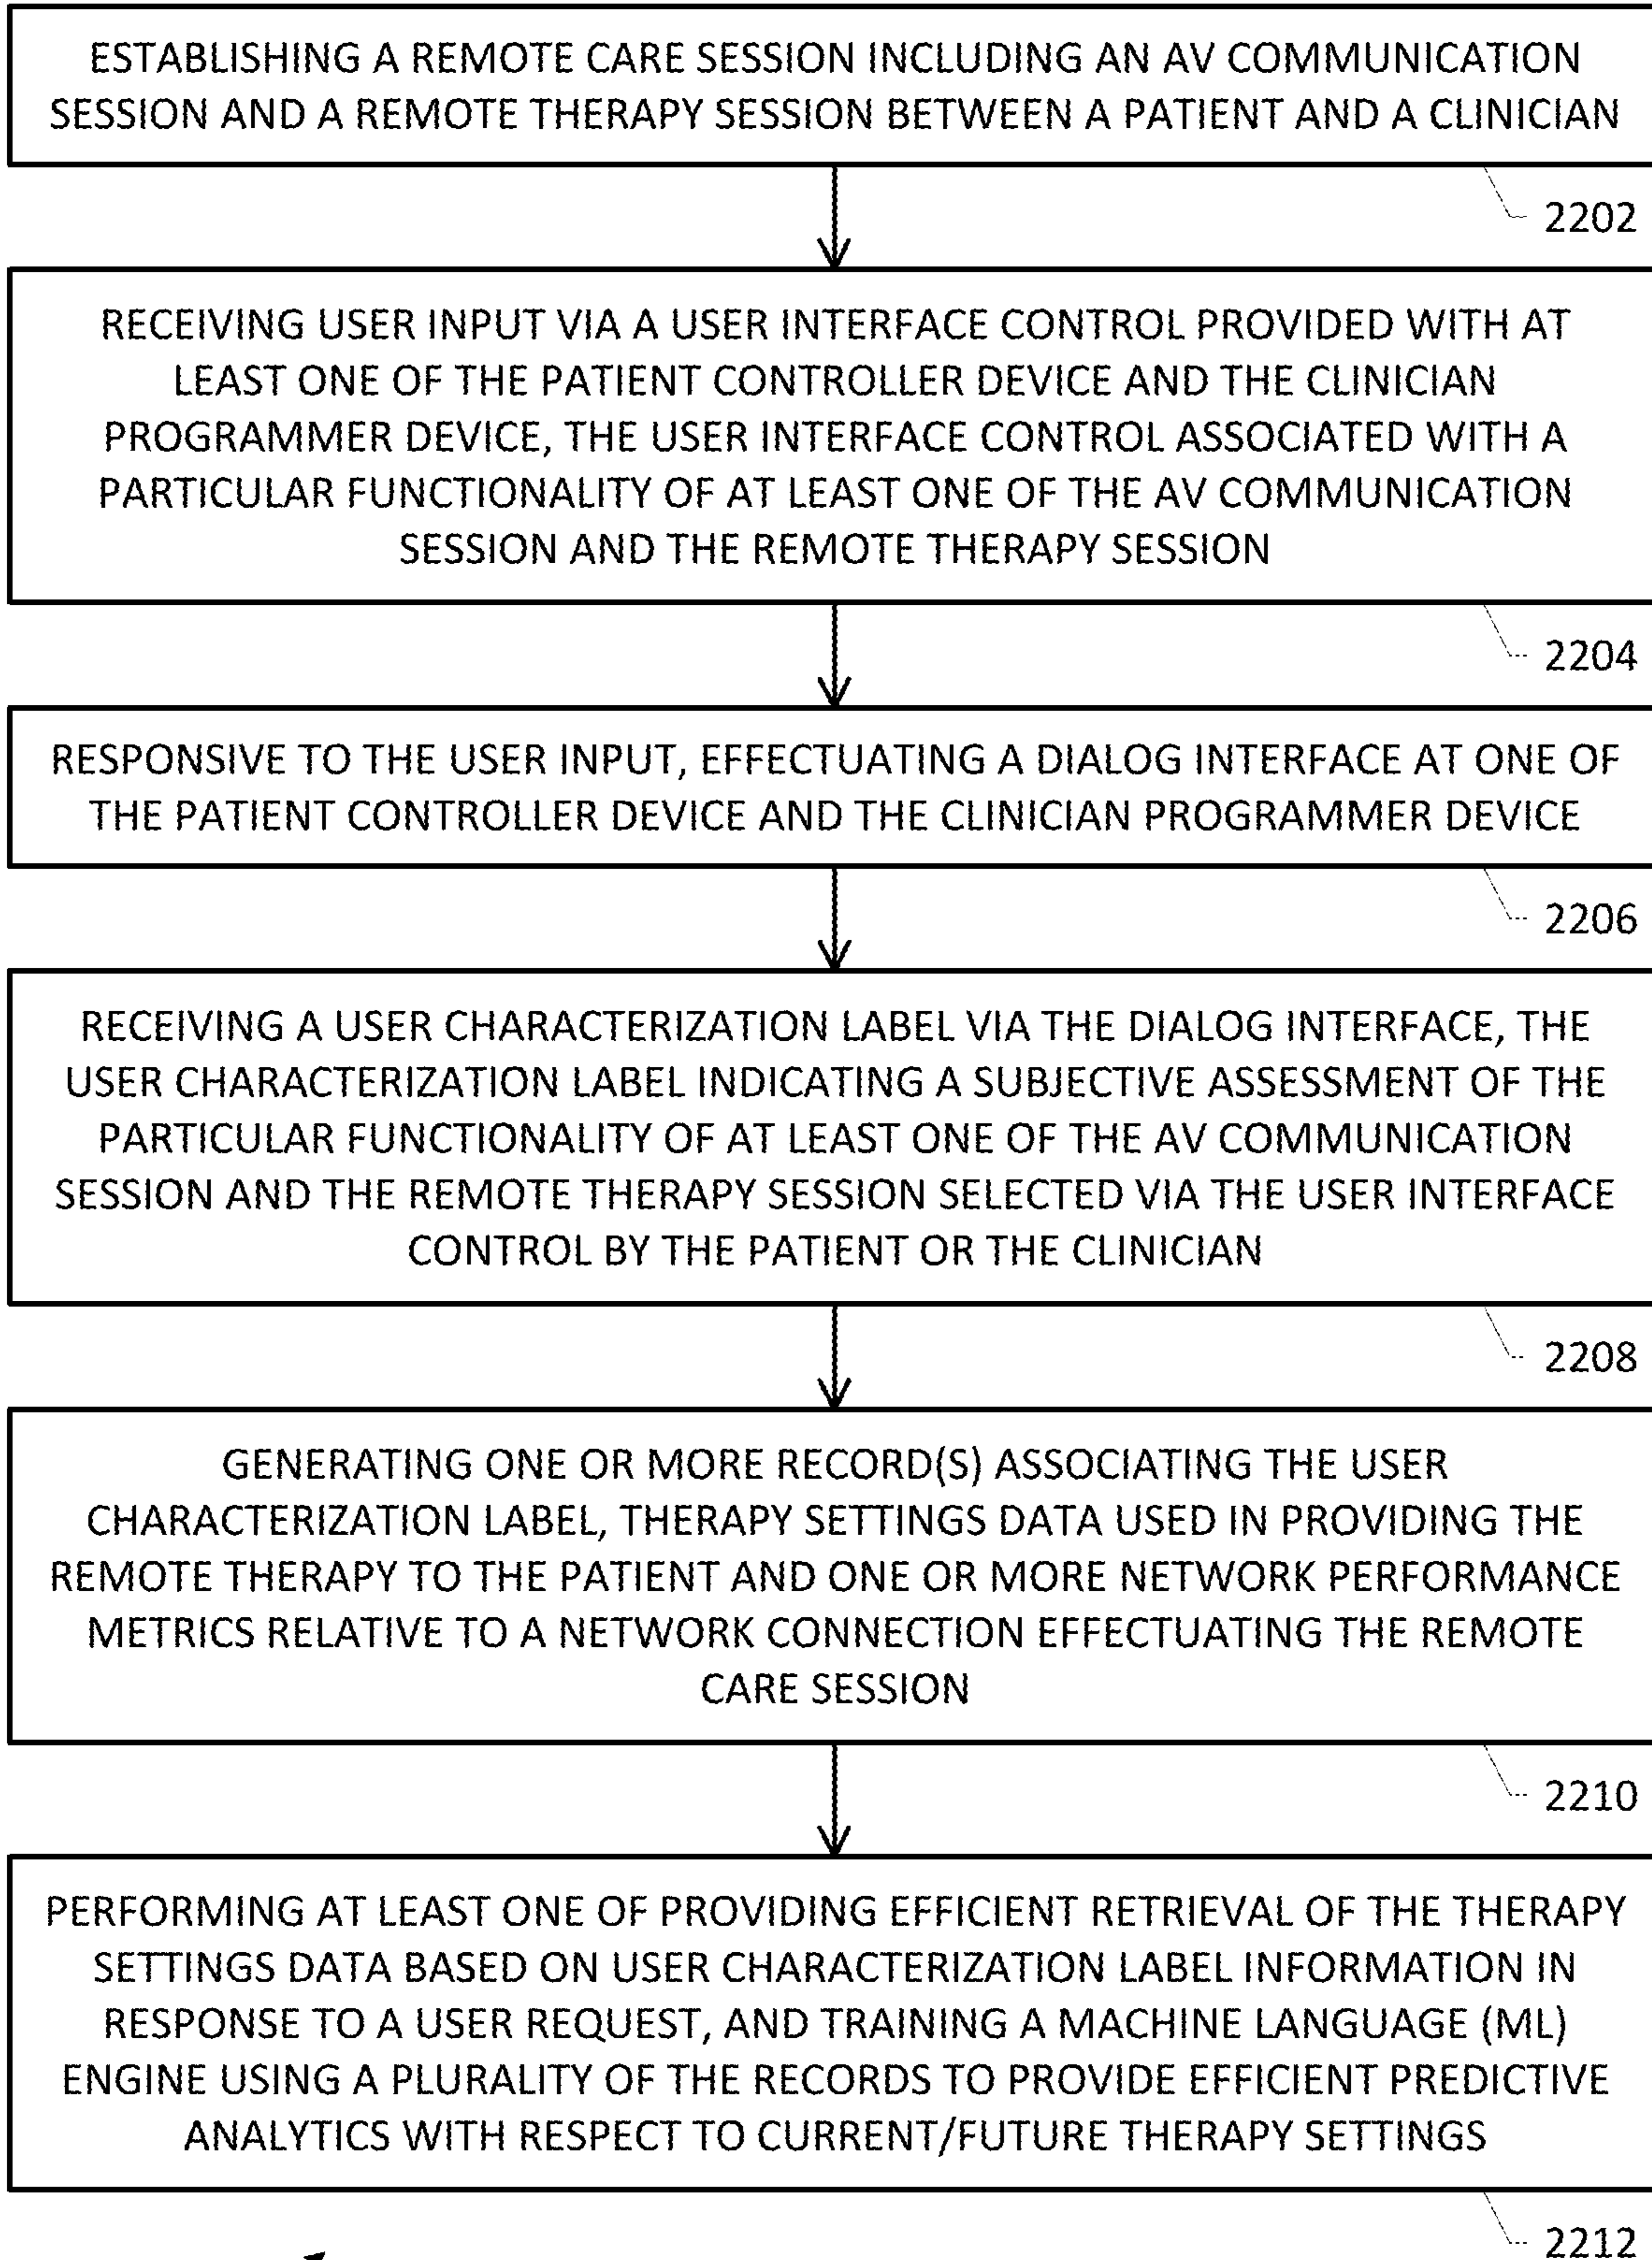 ESTABLISHING A REMOTE CARE SESSION INCLUDING AN AV COMMUNICATION
SESSION AND A REMOTE THERAPY SESSION BETWEEN A PATIENT AND A CLINICIAN
2202
RECEIVING USER INPUT VIA A USER INTERFACE CONTROL PROVIDED WITH AT
LEAST ONE OF THE PATIENT CONTROLLER DEVICE AND THE CLINICIAN
PROGRAMMER DEVICE, THE USER INTERFACE CONTROL ASSOCIATED WITH A
PARTICULAR FUNCTIONALITY OF AT LEAST ONE OF THE AV COMMUNICATION
SESSION AND THE REMOTE THERAPY SESSION
2204
RESPONSIVE TO THE USER INPUT, EFFECTUATING A DIALOG INTERFACE AT ONE OF
THE PATIENT CONTROLLER DEVICE AND THE CLINICIAN PROGRAMMER DEVICE
2206
RECEIVING A USER CHARACTERIZATION LABEL VIA THE DIALOG INTERFACE, THE
USER CHARACTERIZATION LABEL INDICATING A SUBJECTIVE ASSESSMENT OF THE
PARTICULAR FUNCTIONALITY OF AT LEAST ONE OF THE AV COMMUNICATION
SESSION AND THE REMOTE THERAPY SESSION SELECTED VIA THE USER INTERFACE
CONTROL BY THE PATIENT OR THE CLINICIAN
2208
GENERATING ONE OR MORE RECORD(S) ASSOCIATING THE USER
CHARACTERIZATION LABEL, THERAPY SETTINGS DATA USED IN PROVIDING THE
REMOTE THERAPY TO THE PATIENT AND ONE OR MORE NETWORK PERFORMANCE
METRICS RELATIVE TO A NETWORK CONNECTION EFFECTUATING THE REMOTE
CARE SESSION
2210
PERFORMING AT LEAST ONE OF PROVIDING EFFICIENT RETRIEVAL OF THE THERAPY
SETTINGS DATA BASED ON USER CHARACTERIZATION LABEL INFORMATION IN
RESPONSE TO A USER REQUEST, AND TRAINING A MACHINE LANGUAGE (ML)
ENGINE USING A PLURALITY OF THE RECORDS TO PROVIDE EFFICIENT PREDICTIVE
ANALYTICS WITH RESPECT TO CURRENT/FUTURE THERAPY SETTINGS
2212